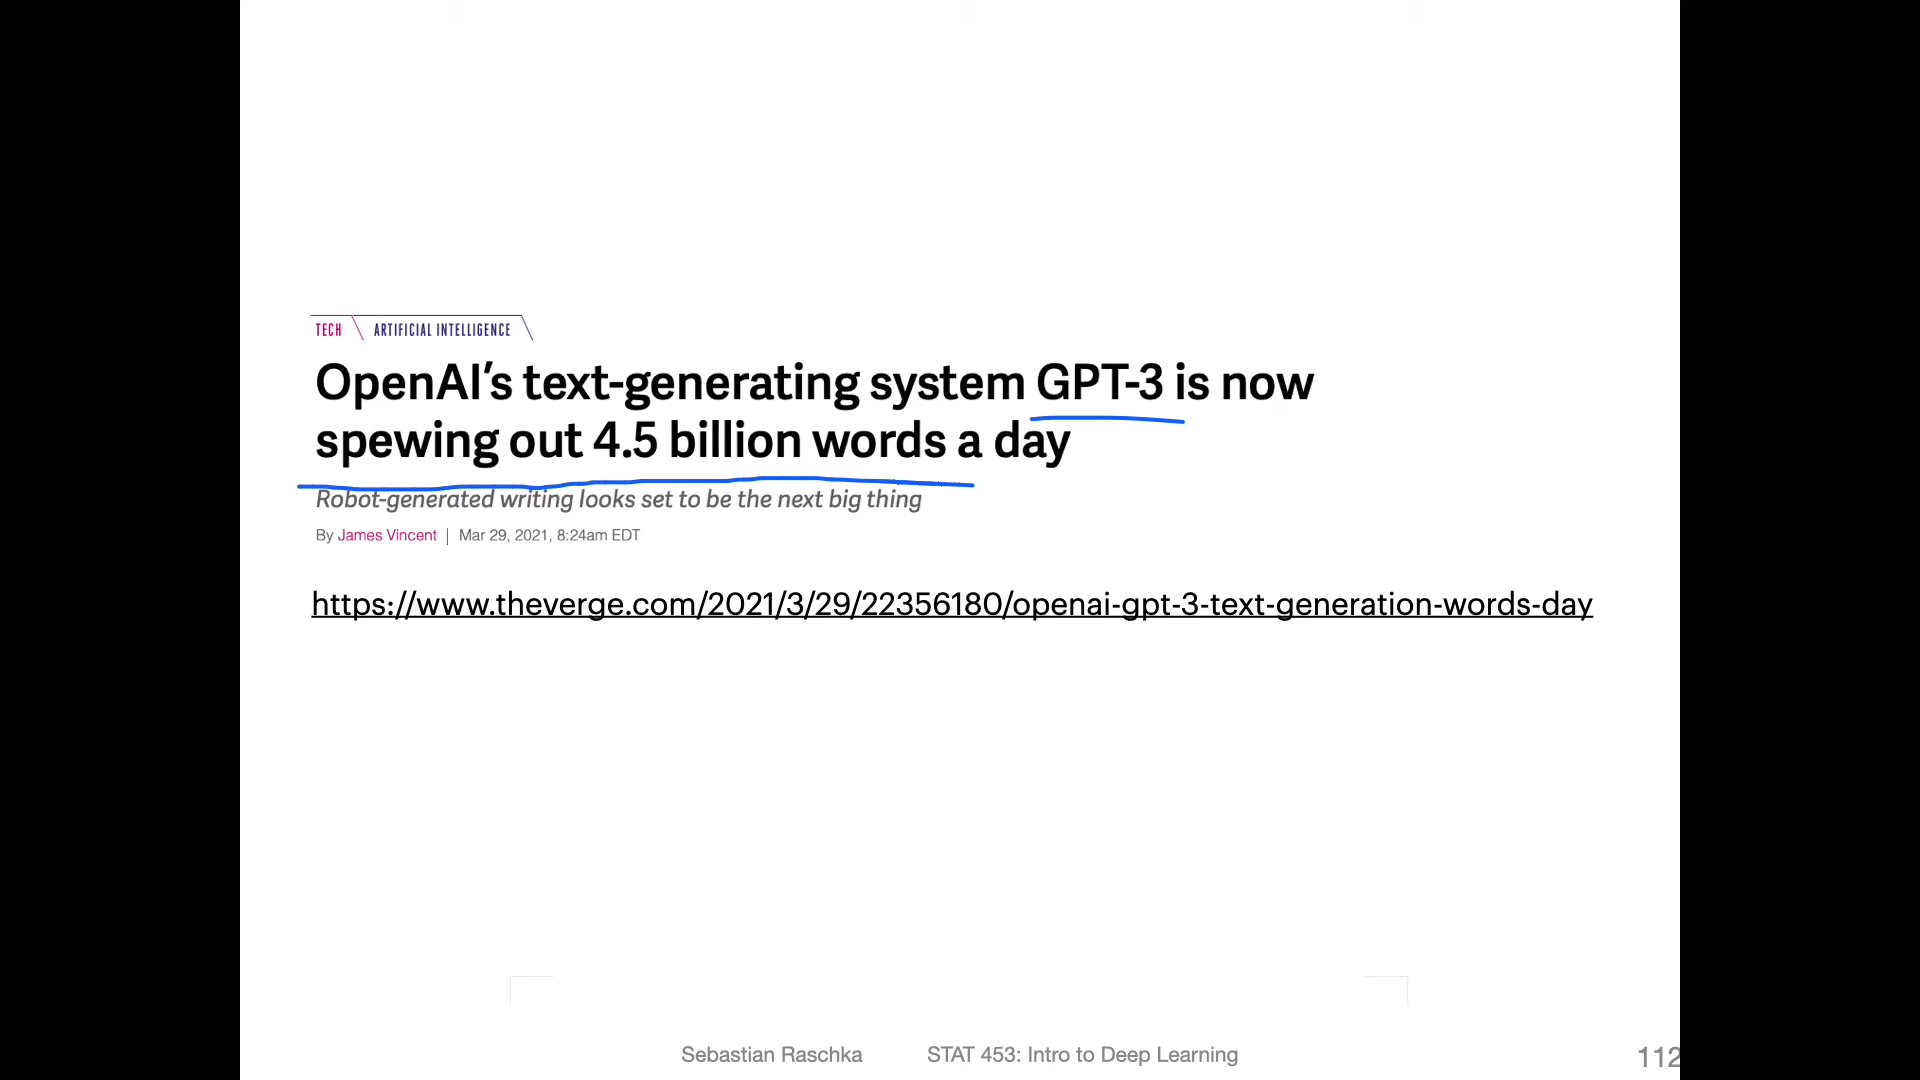 TECH ARTIFICIAL INTELLIGENCE
OpenAI’s text-generating system GPT-3 is now
spewing out 4.5 billion words a day
Robot-generated writing looks set to be the next big thing
By James Vincent | Mar 29, 2021, 8:24am EDT
https://www.theverge.com/2021/3/29/22356180/openai-gpt-3-text-generation-words-day
Sebastian Raschka STAT 453: Intro to Deep Learning 112